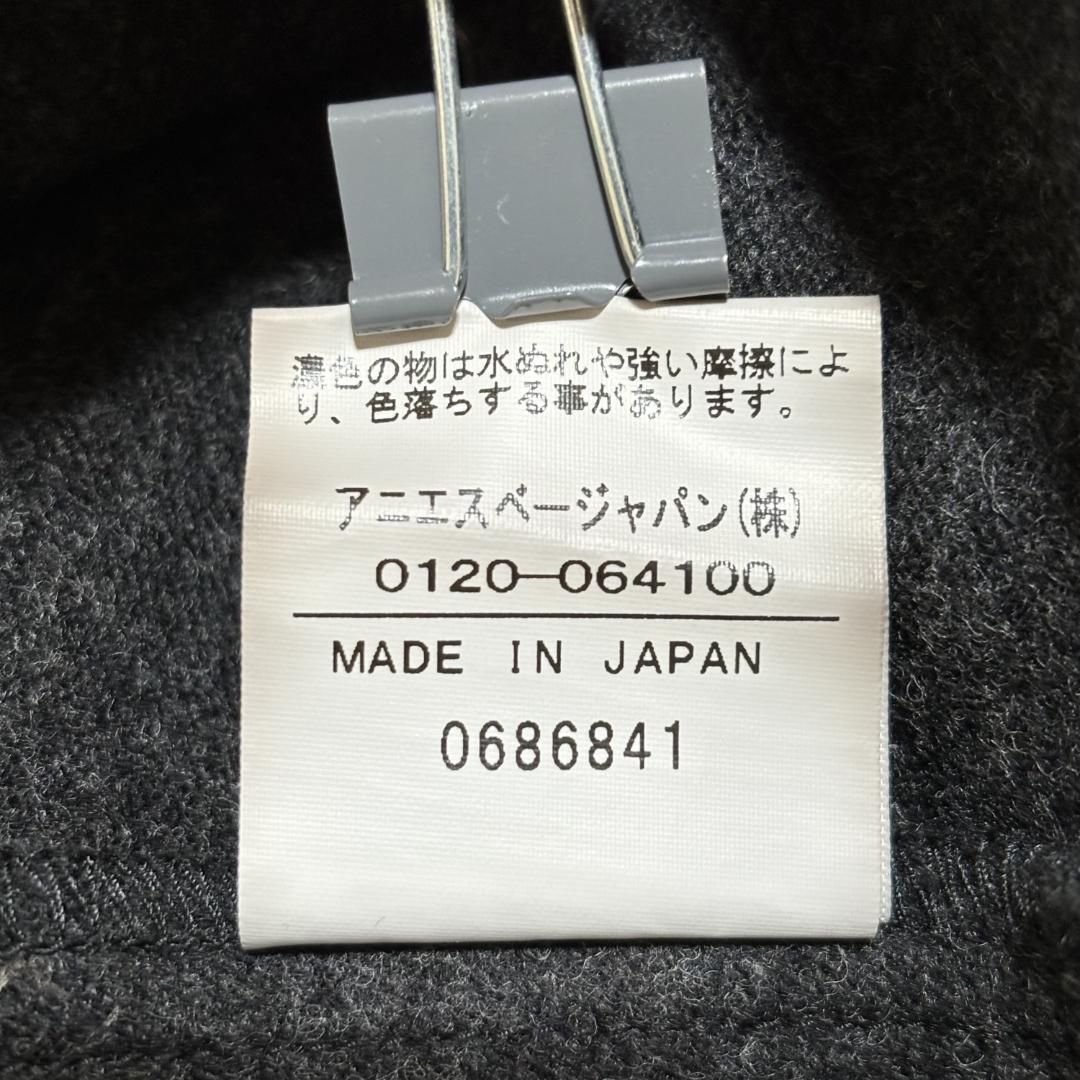 濃色の物は水ぬれや強い摩擦によ
り、色落ちする事があります。
アニエスベージャパン(株)
0120-064100
MADE IN JAPAN
0686841